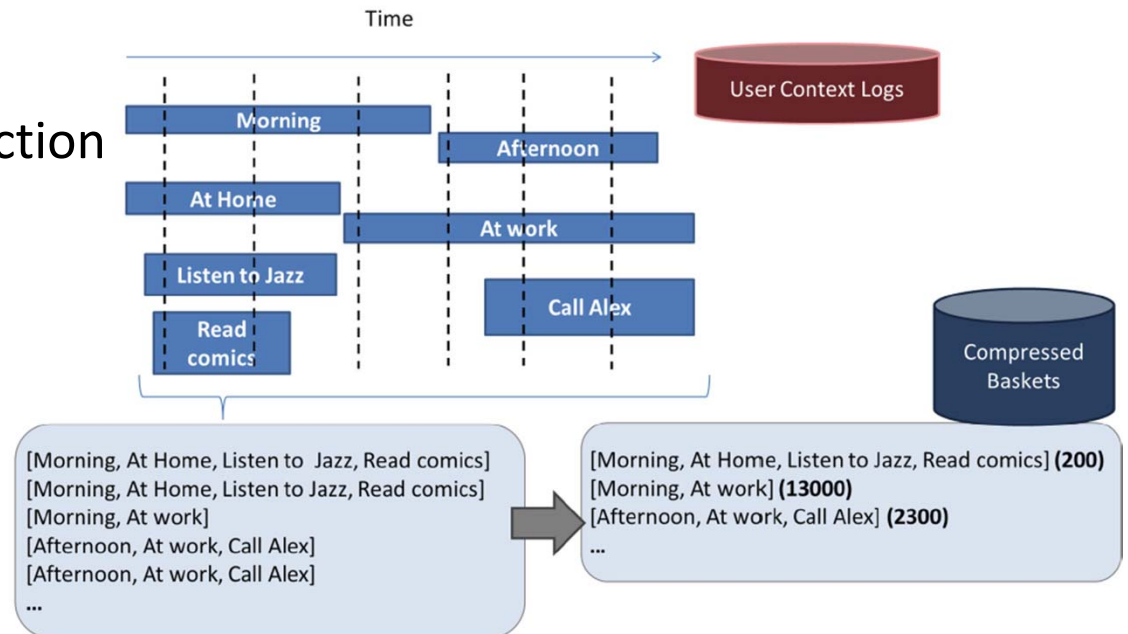 Time
User Context Logs
ction
Morning
Afternoon
At Home
At work
Listen to Jazz
Call Alex
Read
comics
Compressed
Baskets
[Morning, At Home, Listen to Jazz, Read comics]
[Morning, At Home, Listen to Jazz, Read comics]
[Morning, At work]
[Afternoon, At work, Call Alex]
[Afternoon, At work, Call Alex]
...
[Morning, At Home, Listen to Jazz, Read comics] (200)
[Morning, At work] (13000)
[Afternoon, At work, Call Alex] (2300)
...